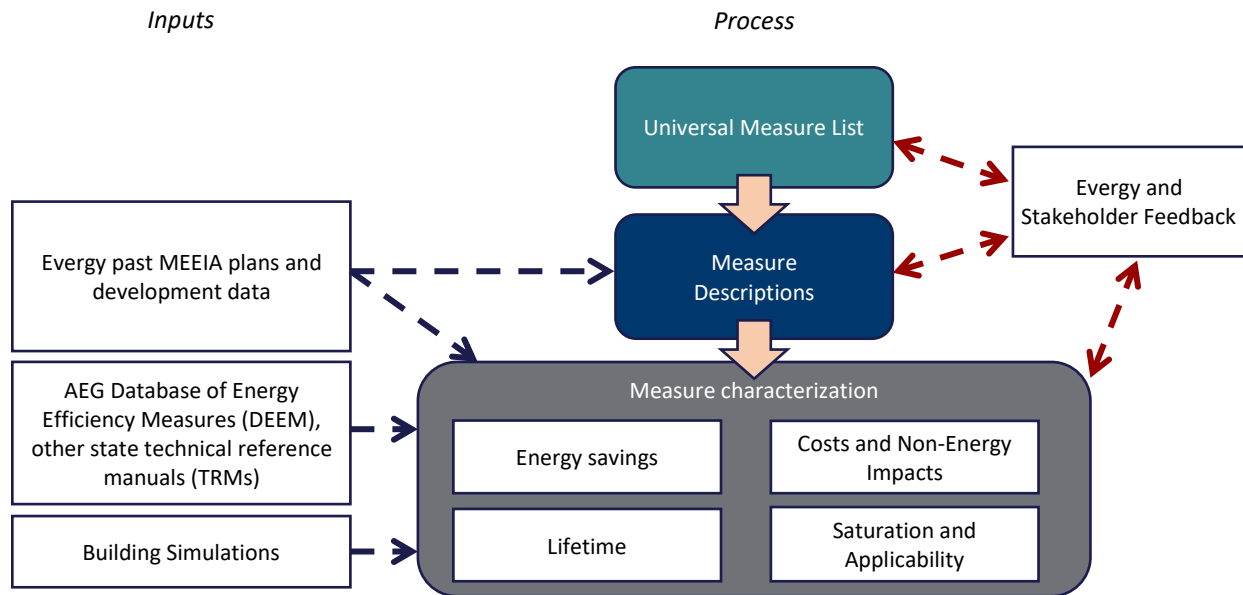 Inputs
Process
Universal Measure List
Evergy and
Stakeholder Feedback
Evergy past MEEIA plans and
development data
Measure
Descriptions
AEG Database of Energy
Efficiency Measures (DEEM),
other state technical reference
manuals (TRMs)
Building Simulations
Measure characterization
Energy savings
Costs and Non-Energy
Impacts
Lifetime
Saturation and
Applicability